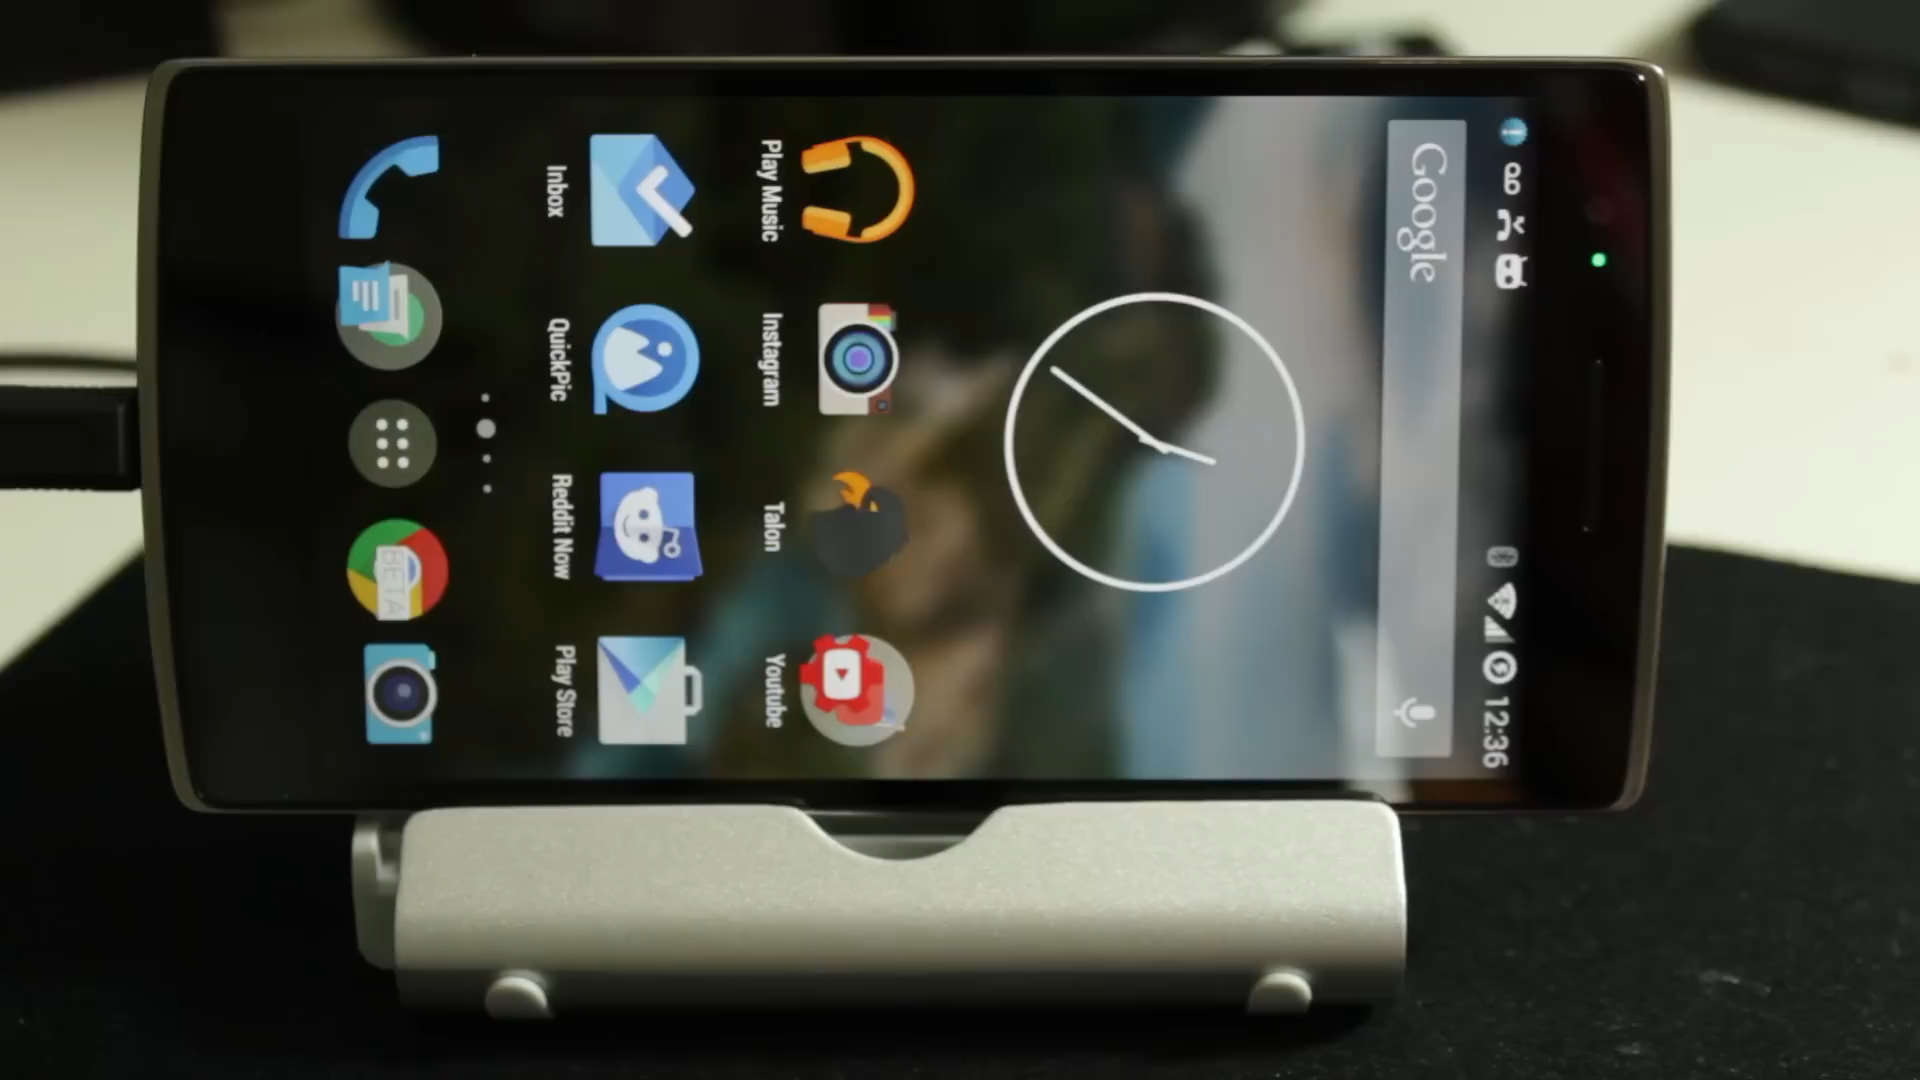 12:36
Google
Play Music
Instagram
Talon
Youtube
Inbox
QuickPic
Reddit Now
Play Store
BETA